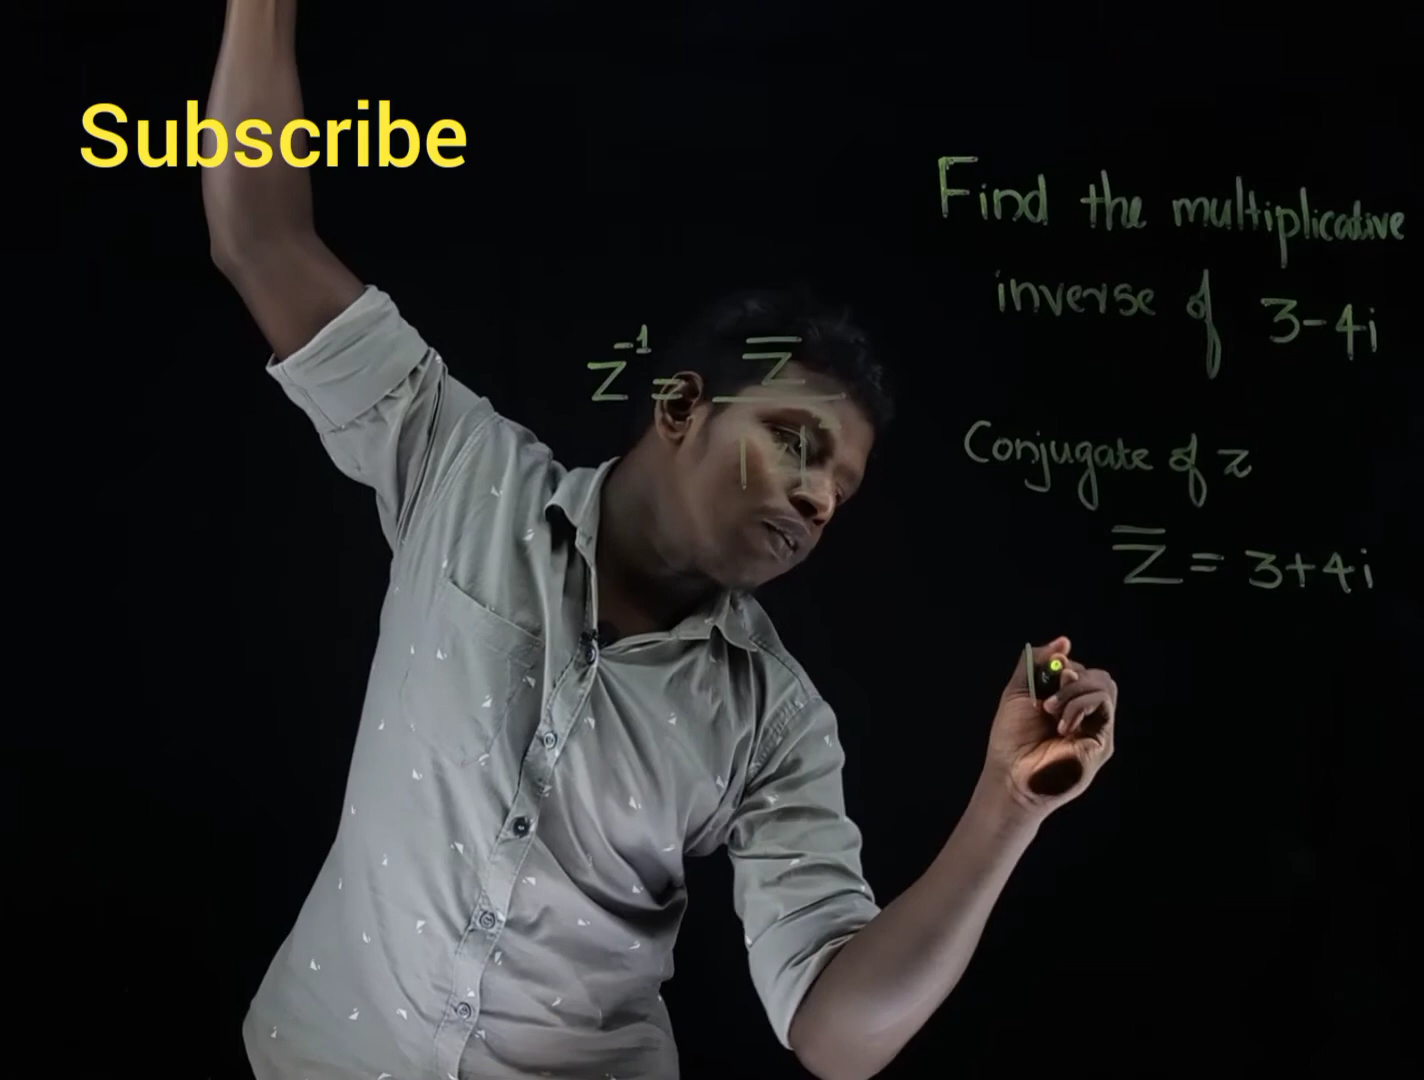 Subscribe
Find the multiplicative
inverse of 3-4i
z⁻¹ = z̅
Conjugate of z
z̅ = 3+4i